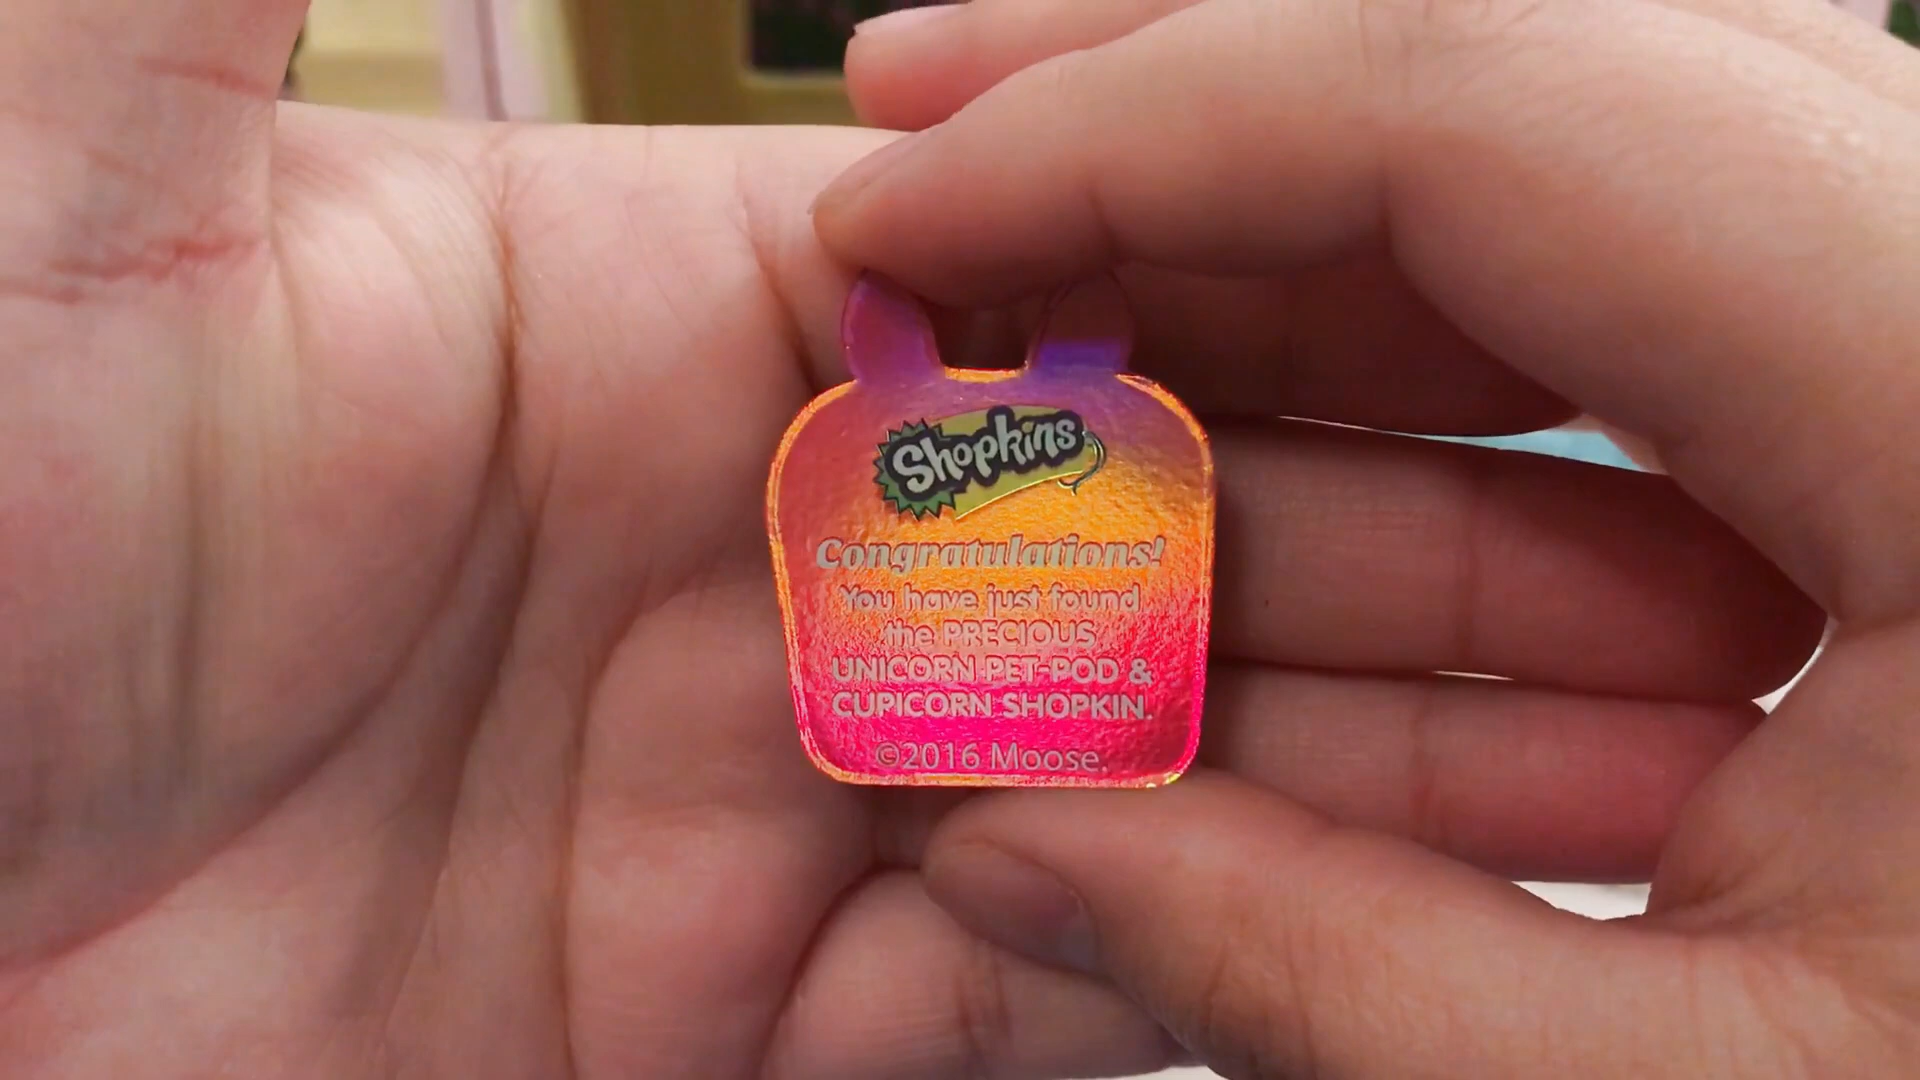 Shopkins
Congratulations!
You have just found
the PRECIOUS
UNICORN PET-POD &
CUPICORN SHOPKIN.
©2016 Moose.